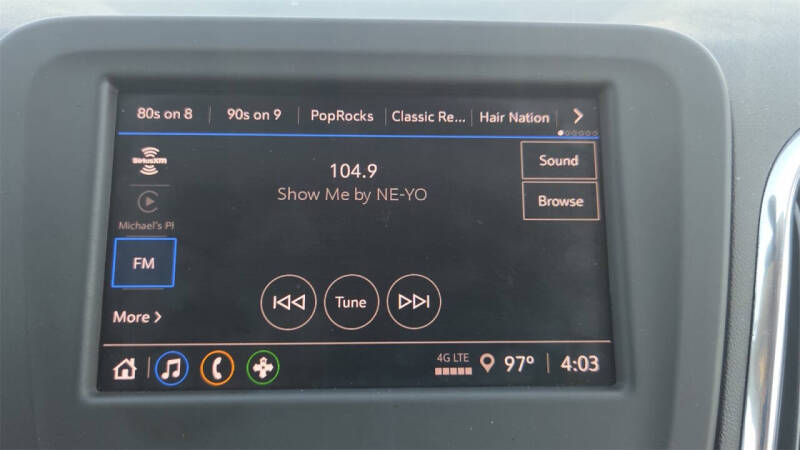 80s on 8 90s on 9 PopRocks Classic Re... Hair Nation >
SiriusXM
104.9
Show Me by NE-YO
Sound
Browse
Michael's Pl
FM
More >
Tune
4G LTE 97° 4:03